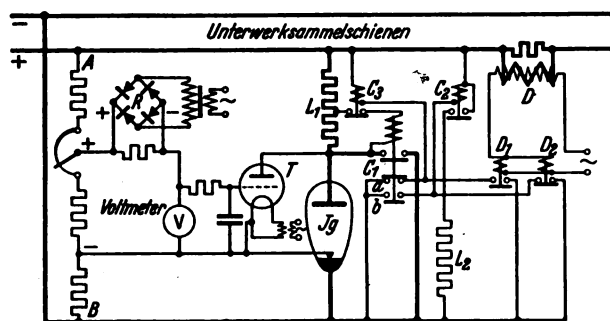 − Unterwerksammelschienen
+
A
R
+ −
~
L₁
C₃
C₂
D
+
T
C₁
D₁
D₂
~
a
b
Voltmeter
V
Jg
~
L₂
−
B